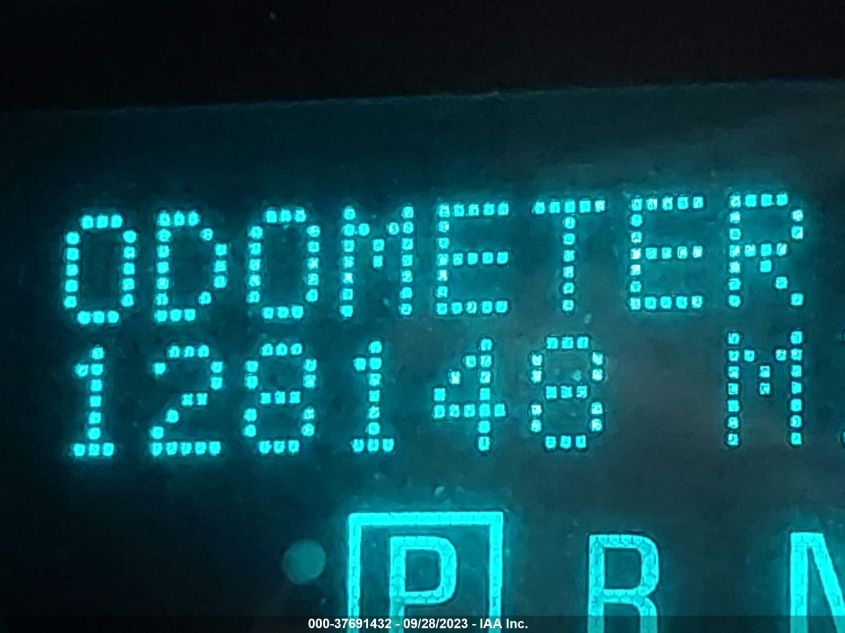 ODOMETER
128148 M
P R N
000-37691432 - 09/28/2023 - IAA Inc.